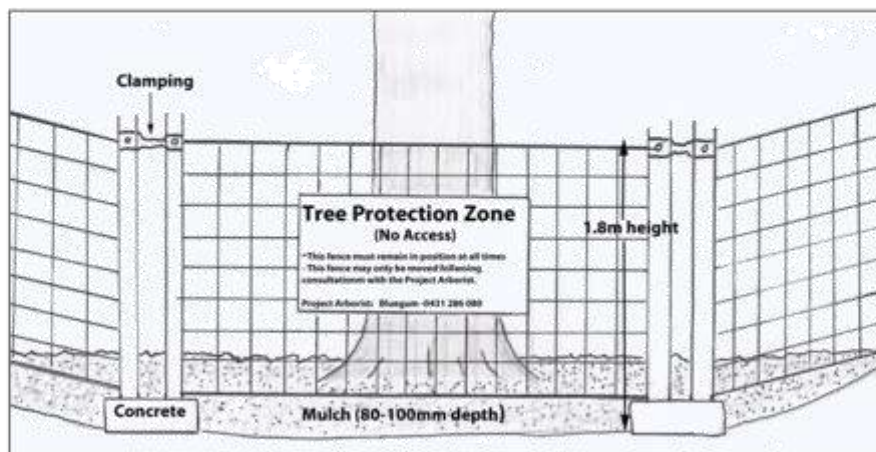 Clamping
Tree Protection Zone
(No Access)
1.8m height
*This fence must remain in position at all times
- This fence may only be moved
consultationm with the Project Arborist.
Project Arborist: Bluegum -0431 286 080
Concrete
Mulch (80-100mm depth)